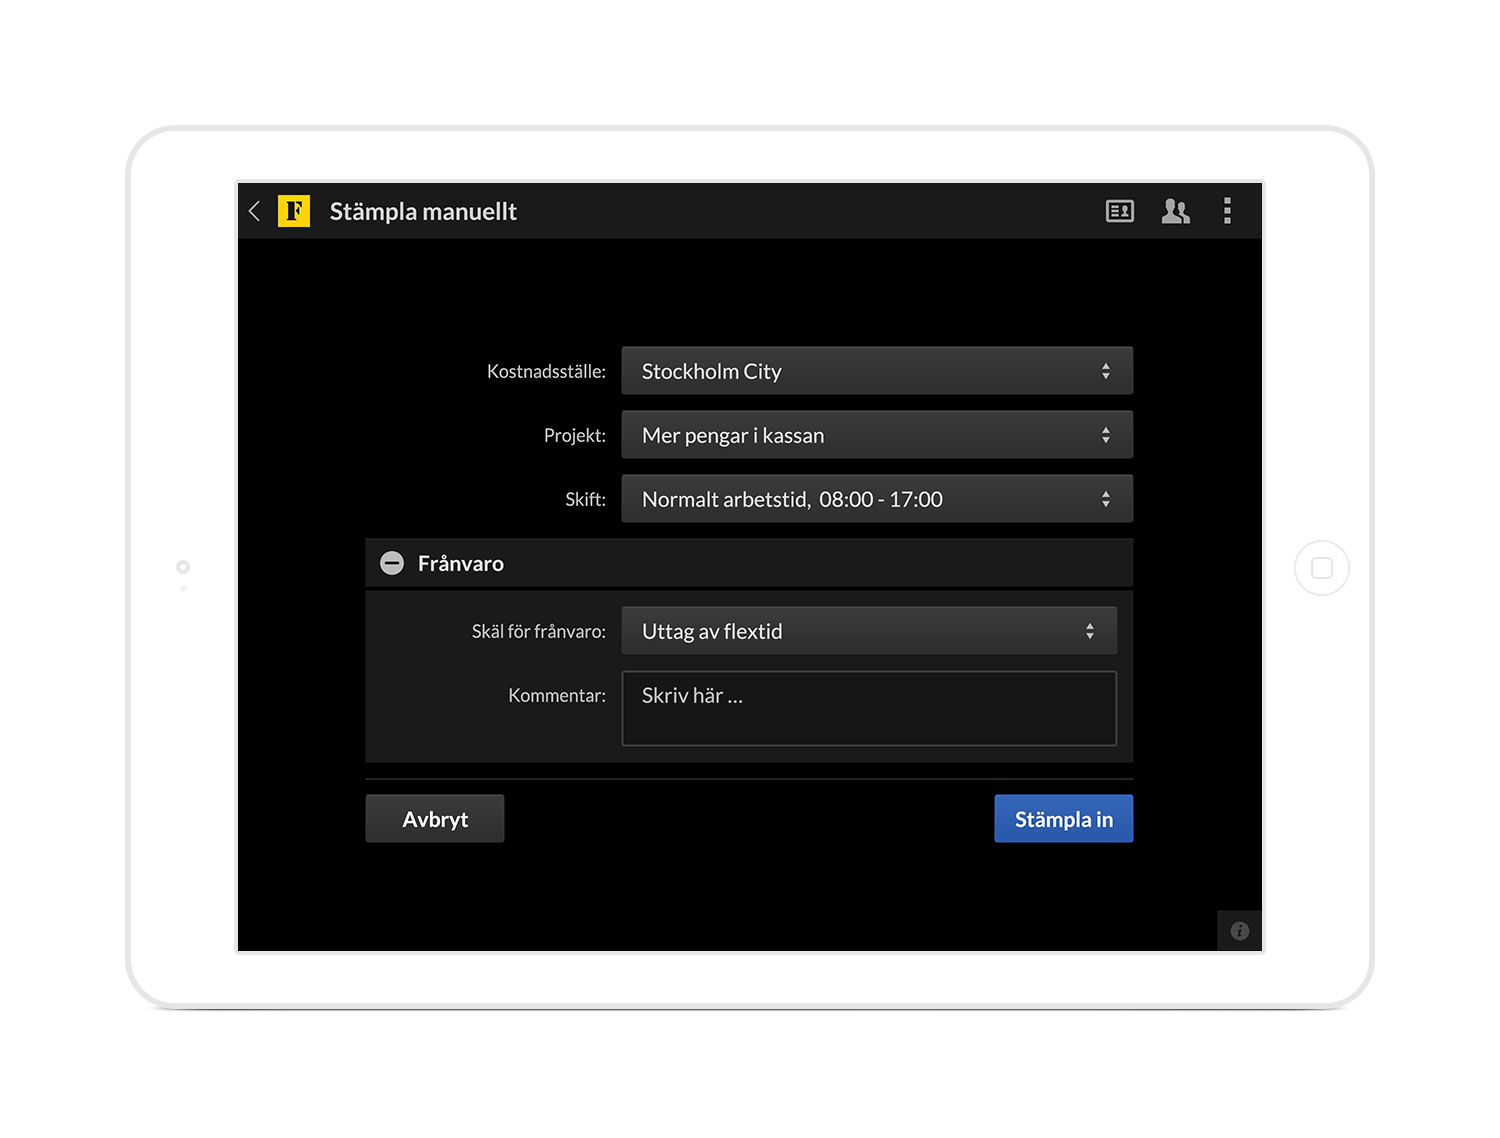 F Stämpla manuellt
Kostnadsställe: Stockholm City
Projekt: Mer pengar i kassan
Skift: Normalt arbetstid, 08:00 - 17:00
Frånvaro
Skäl för frånvaro: Uttag av flextid
Kommentar: Skriv här ...
Avbryt Stämpla in
i